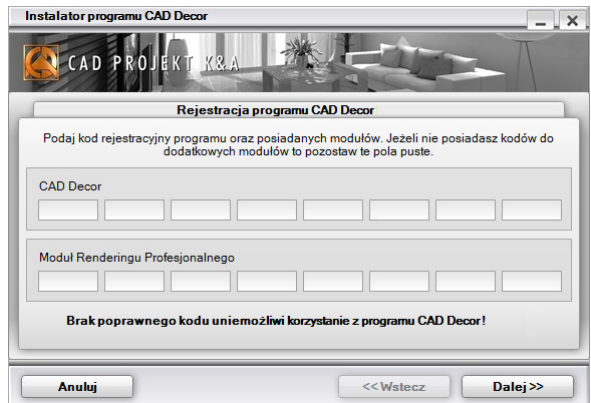 Instalator programu CAD Decor
CAD PROJEKT K&A
Rejestracja programu CAD Decor
Podaj kod rejestracyjny programu oraz posiadanych modułów. Jeżeli nie posiadasz kodów do
dodatkowych modułów to pozostaw te pola puste.
CAD Decor
Moduł Renderingu Profesjonalnego
Brak poprawnego kodu uniemożliwi korzystanie z programu CAD Decor!
Anuluj
<< Wstecz
Dalej >>